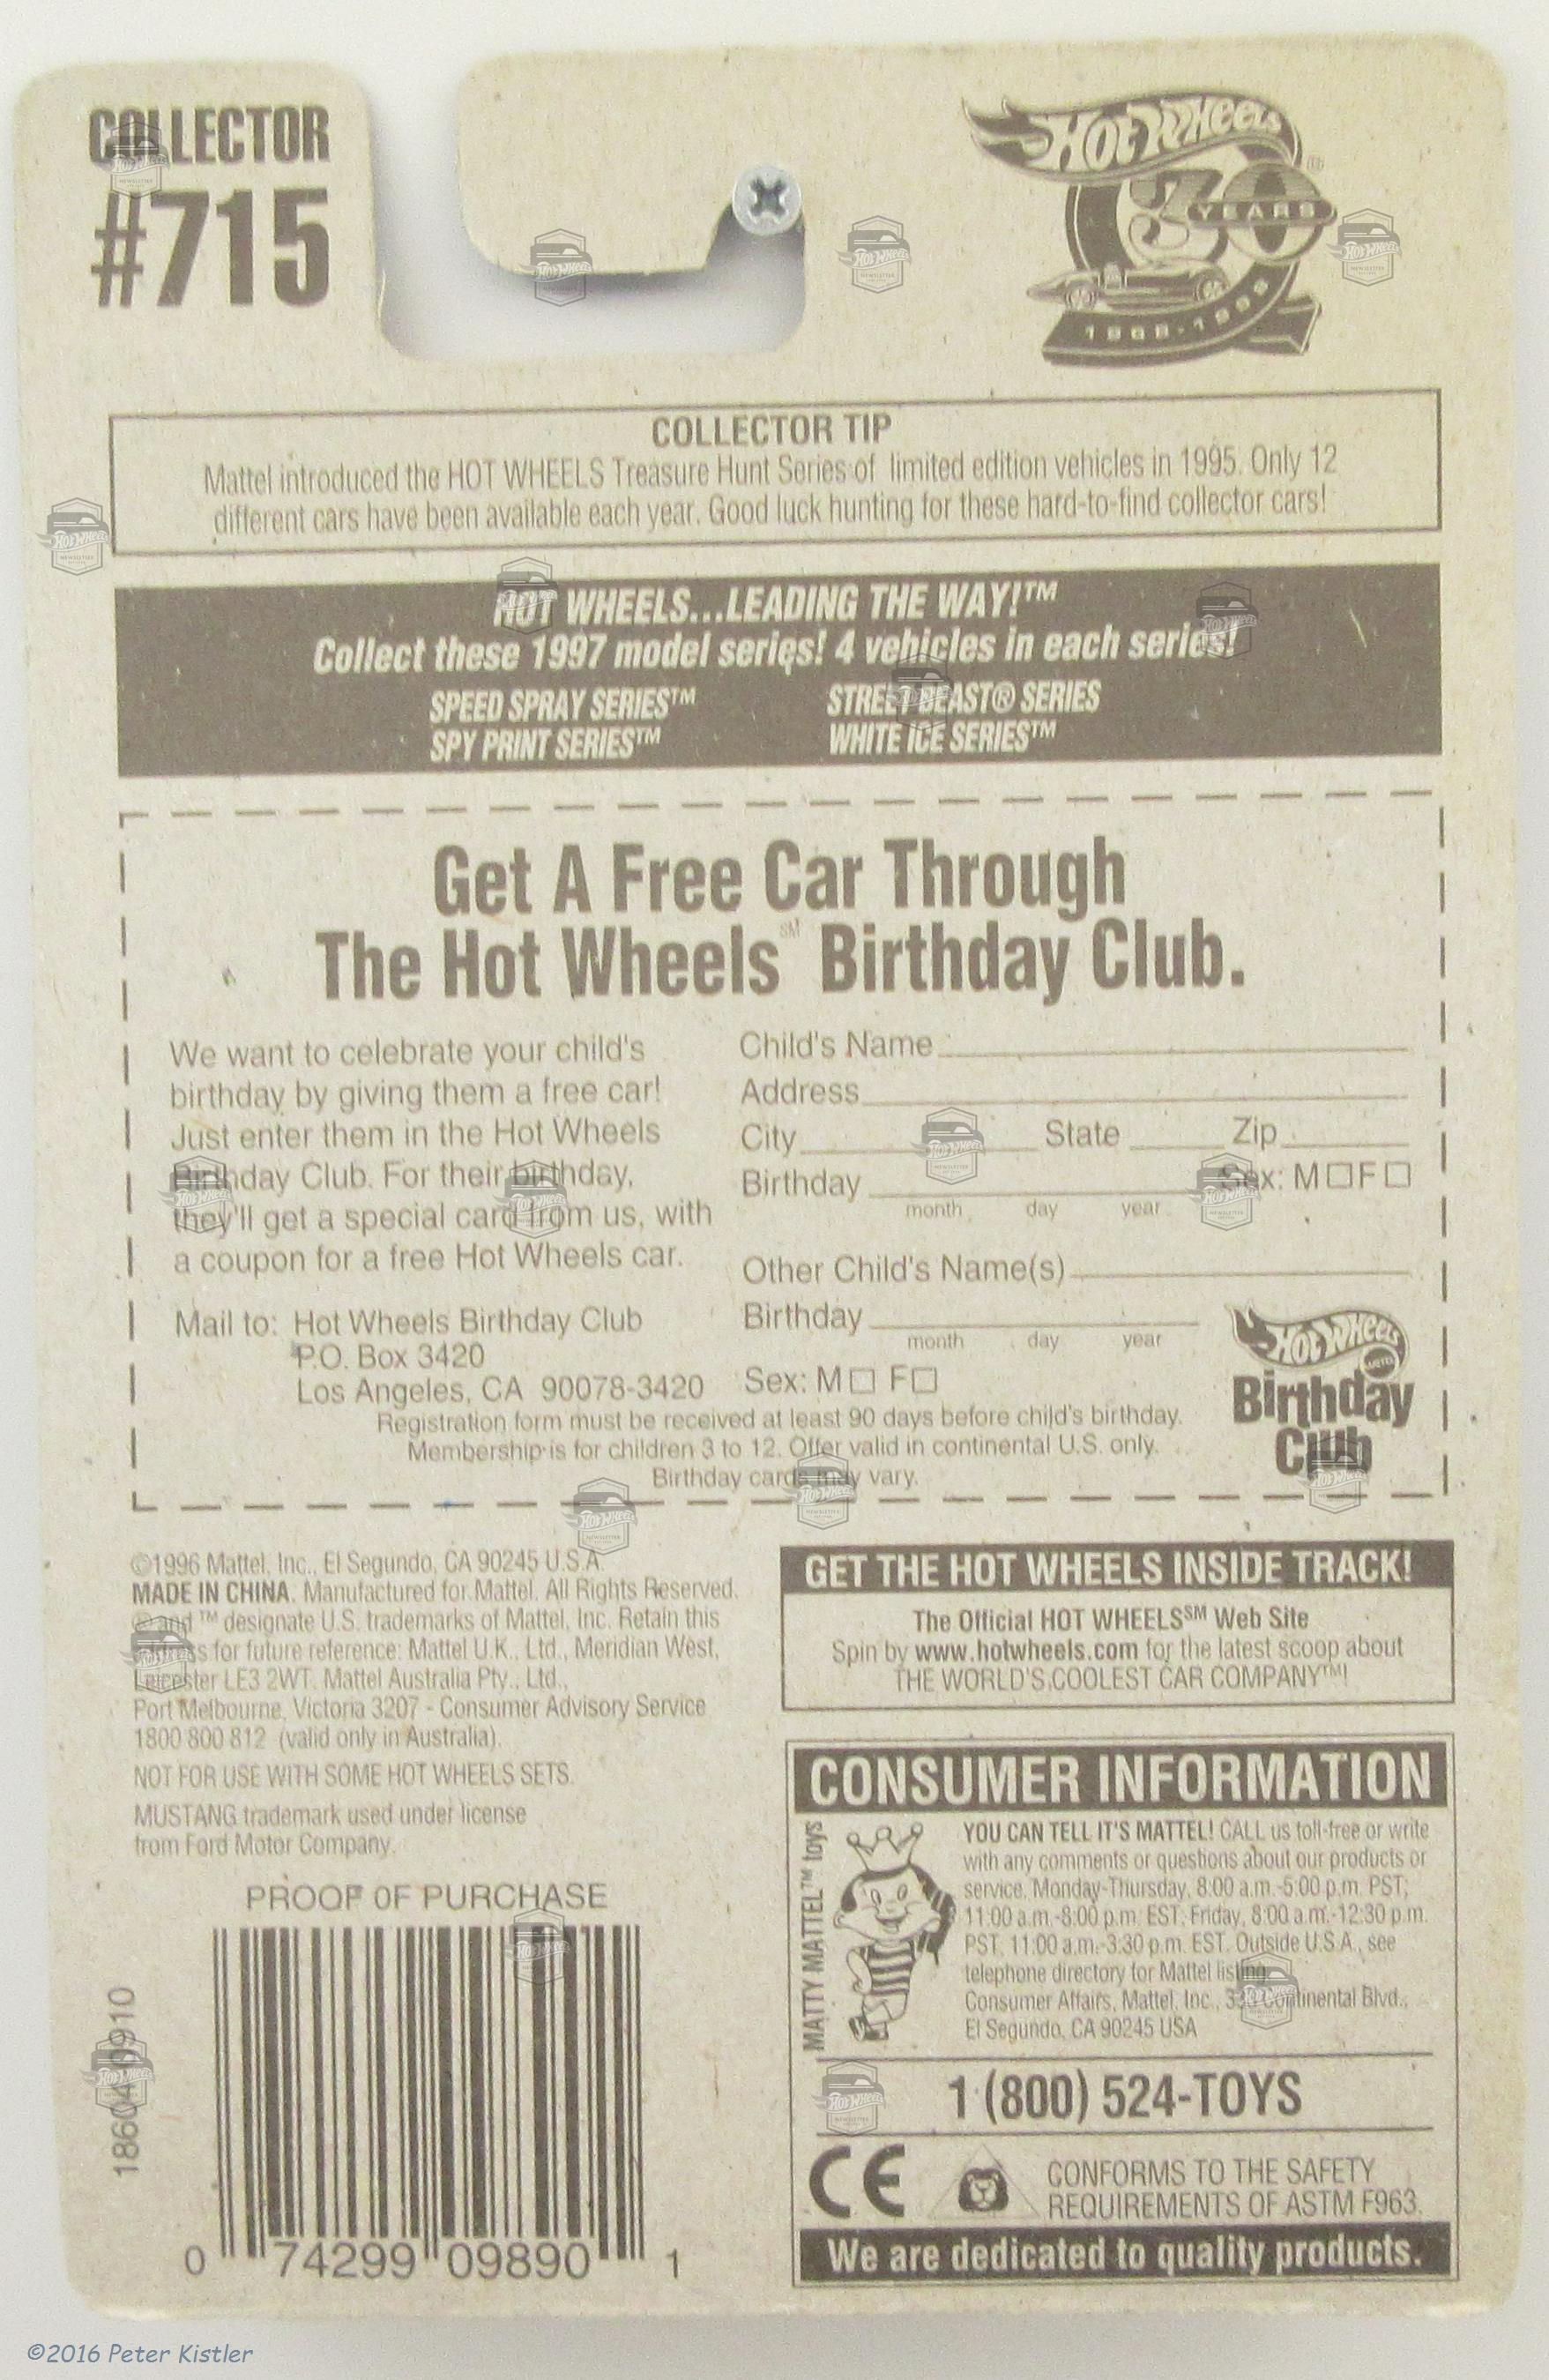 COLLECTOR
#715
HOT WHEELS
30
YEARS
1968-1998
COLLECTOR TIP
Mattel introduced the HOT WHEELS Treasure Hunt Series of limited edition vehicles in 1995. Only 12
different cars have been available each year. Good luck hunting for these hard-to-find collector cars!
HOT WHEELS...LEADING THE WAY!™
Collect these 1997 model series! 4 vehicles in each series!
SPEED SPRAY SERIES™ STREET BEAST® SERIES
SPY PRINT SERIES™ WHITE ICE SERIES™
Get A Free Car Through
The Hot Wheels℠ Birthday Club.
We want to celebrate your child's
birthday by giving them a free car!
Just enter them in the Hot Wheels
Birthday Club. For their birthday,
they'll get a special card from us, with
a coupon for a free Hot Wheels car.
Mail to: Hot Wheels Birthday Club
P.O. Box 3420
Los Angeles, CA 90078-3420
Child's Name
Address
City State Zip
Birthday Sex: M□F□
month day year
Other Child's Name(s)
Birthday
month day year
Sex: M□ F□
HOT WHEELS
MATTEL
Birthday
Club
Registration form must be received at least 90 days before child's birthday.
Membership is for children 3 to 12. Offer valid in continental U.S. only.
Birthday cards may vary.
©1996 Mattel, Inc., El Segundo, CA 90245 U.S.A.
MADE IN CHINA. Manufactured for Mattel. All Rights Reserved.
® and ™ designate U.S. trademarks of Mattel, Inc. Retain this
address for future reference: Mattel U.K., Ltd., Meridian West,
Leicester LE3 2WT. Mattel Australia Pty., Ltd.,
Port Melbourne, Victoria 3207 - Consumer Advisory Service
1800 800 812 (valid only in Australia).
NOT FOR USE WITH SOME HOT WHEELS SETS.
MUSTANG trademark used under license
from Ford Motor Company.
PROOF OF PURCHASE
0 74299 09890 1
GET THE HOT WHEELS INSIDE TRACK!
The Official HOT WHEELS℠ Web Site
Spin by www.hotwheels.com for the latest scoop about
THE WORLD'S COOLEST CAR COMPANY™!
CONSUMER INFORMATION
MATTY MATTEL™ toys
YOU CAN TELL IT'S MATTEL! CALL us toll-free or write
with any comments or questions about our products or
service, Monday-Thursday, 8:00 a.m.-5:00 p.m. PST;
11:00 a.m.-8:00 p.m. EST, Friday, 8:00 a.m.-12:30 p.m.
PST, 11:00 a.m.-3:30 p.m. EST. Outside U.S.A., see
telephone directory for Mattel listing.
Consumer Affairs, Mattel, Inc., 333 Continental Blvd.,
El Segundo, CA 90245 USA
1 (800) 524-TOYS
CE
CONFORMS TO THE SAFETY
REQUIREMENTS OF ASTM F963.
We are dedicated to quality products.
©2016 Peter Kistler